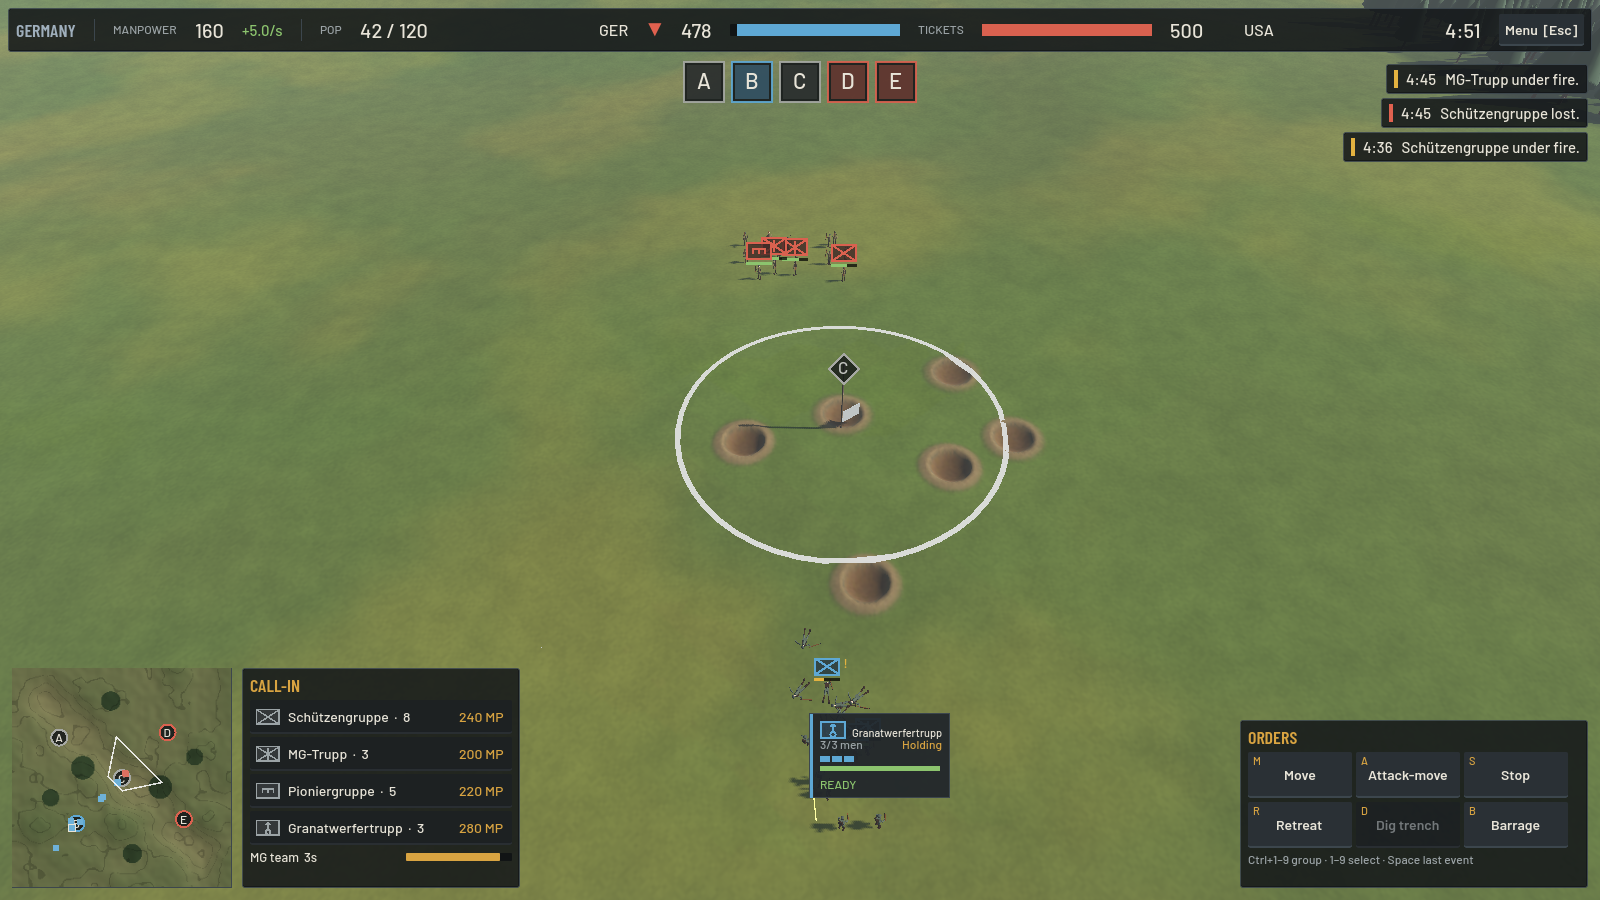 GERMANY MANPOWER 160 +5.0/s POP 42 / 120 GER 478 TICKETS 500 USA 4:51 Menu [Esc]
A B C D E
4:45 MG-Trupp under fire.
4:45 Schützengruppe lost.
4:36 Schützengruppe under fire.
C
!
Granatwerfertrupp
3/3 men Holding
READY
A
D
E
CALL-IN
Schützengruppe · 8 240 MP
MG-Trupp · 3 200 MP
Pioniergruppe · 5 220 MP
Granatwerfertrupp · 3 280 MP
MG team 3s
ORDERS
M Move
A Attack-move
S Stop
R Retreat
D Dig trench
B Barrage
Ctrl+1-9 group · 1-9 select · Space last event